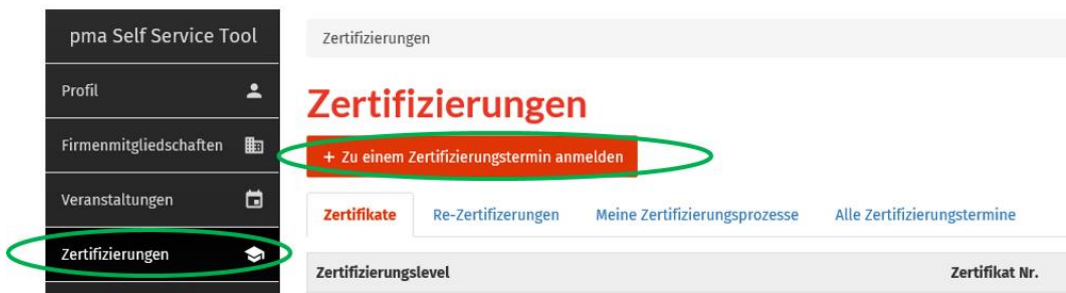 pma Self Service Tool
Profil
Firmenmitgliedschaften
Veranstaltungen
Zertifizierungen
Zertifizierungen
Zertifizierungen
+ Zu einem Zertifizierungstermin anmelden
Zertifikate Re-Zertifizerungen Meine Zertifizierungsprozesse Alle Zertifizierungstermine
Zertifizierungslevel Zertifikat Nr.